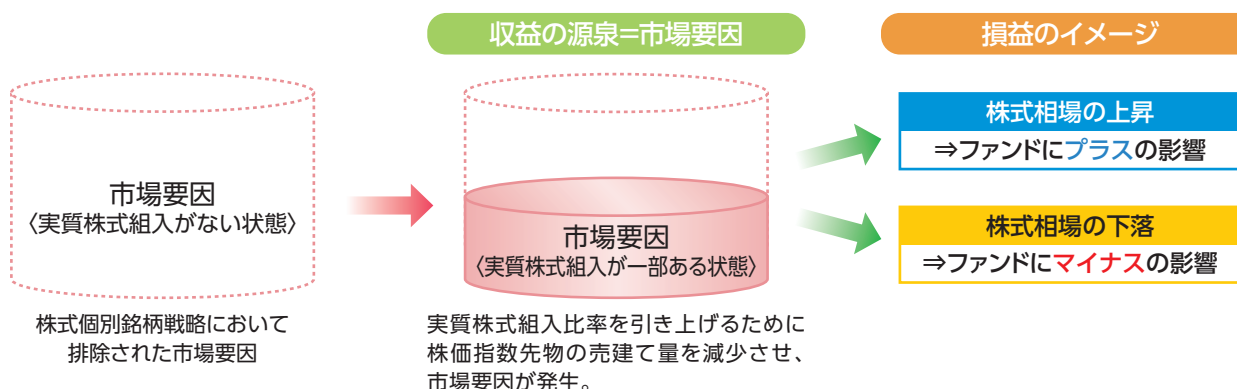 収益の源泉=市場要因
損益のイメージ
市場要因
〈実質株式組入がない状態〉
株式個別銘柄戦略において
排除された市場要因
市場要因
〈実質株式組入が一部ある状態〉
実質株式組入比率を引き上げるために
株価指数先物の売建て量を減少させ、
市場要因が発生。
株式相場の上昇
⇒ファンドにプラスの影響
株式相場の下落
⇒ファンドにマイナスの影響